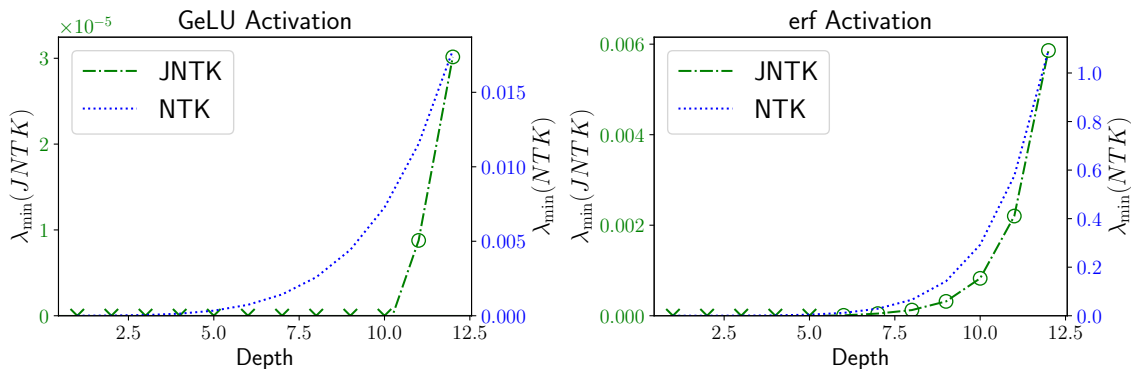 GeLU Activation
×10⁻⁵
3
2
1
0
λmin(JNTK)
JNTK
NTK
0.015
0.010
0.005
0.000
λmin(NTK)
2.5 5.0 7.5 10.0 12.5
Depth
erf Activation
0.006
0.004
0.002
0.000
λmin(JNTK)
JNTK
NTK
1.0
0.8
0.6
0.4
0.2
0.0
λmin(NTK)
2.5 5.0 7.5 10.0 12.5
Depth